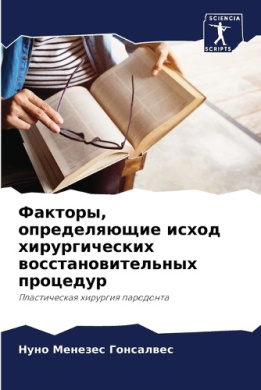 SCIENCIA
SCRIPTS
Факторы,
определяющие исход
хирургических
восстановительных
процедур
Пластическая хирургия пародонта
Нуно Менезес Гонсалвес